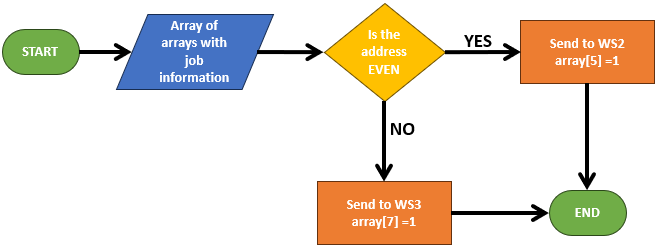 START
Array of
arrays with
job
information
Is the
address
EVEN
YES
Send to WS2
array[5] =1
NO
Send to WS3
array[7] =1
END